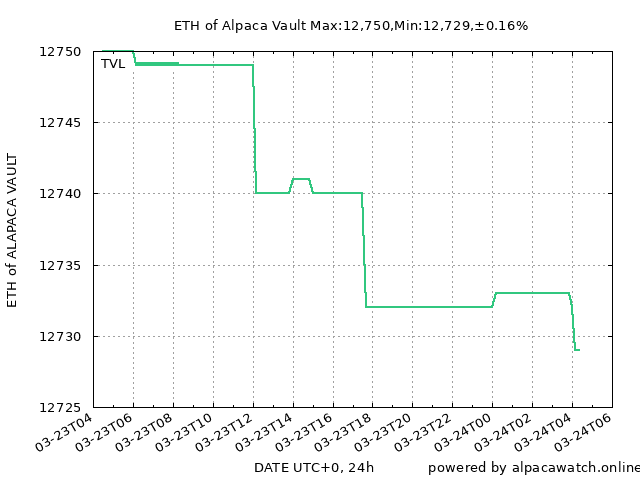 ETH of Alpaca Vault Max:12,750,Min:12,729,±0.16%
12750
TVL
12745
12740
12735
12730
12725
ETH of ALAPACA VAULT
03-23T04
03-23T06
03-23T08
03-23T10
03-23T12
03-23T14
03-23T16
03-23T18
03-23T20
03-23T22
03-24T00
03-24T02
03-24T04
03-24T06
DATE UTC+0, 24h
powered by alpacawatch.online